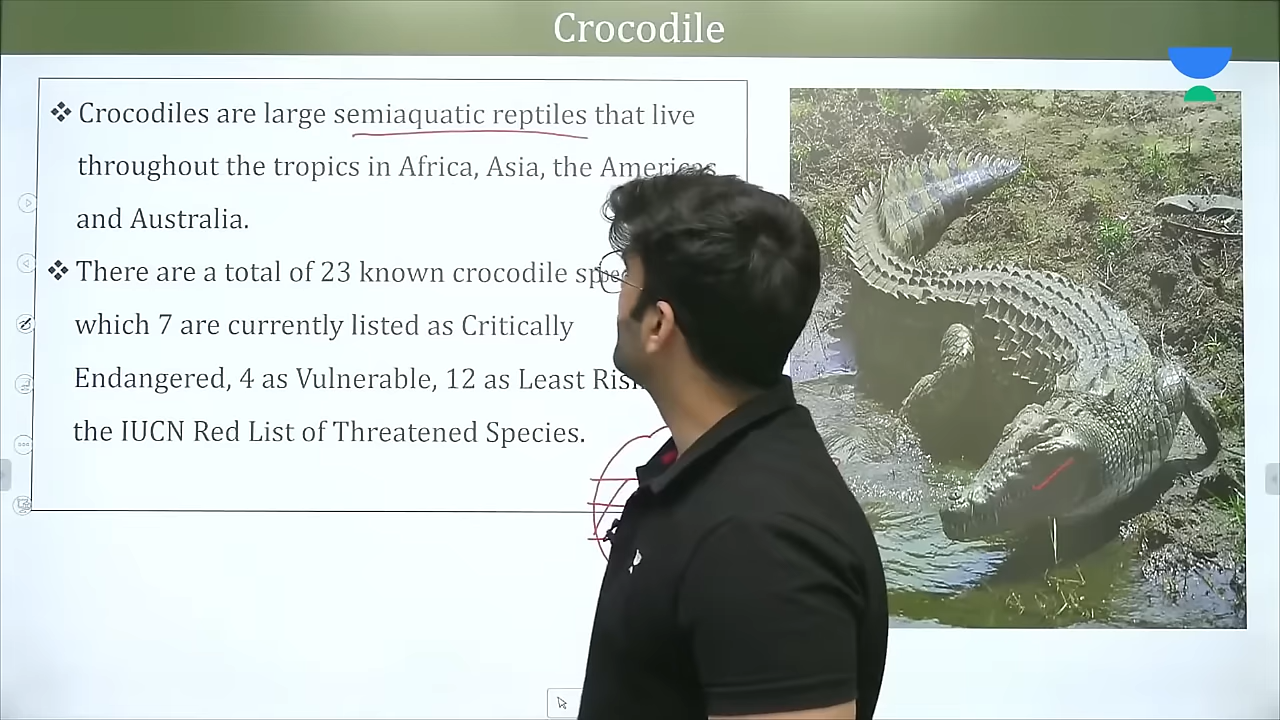 Crocodile
❖ Crocodiles are large semiaquatic reptiles that live
throughout the tropics in Africa, Asia, the Americas
and Australia.
❖ There are a total of 23 known crocodile
which 7 are currently listed as Critically
Endangered, 4 as Vulnerable, 12 as Least Risk
the IUCN Red List of Threatened Species.